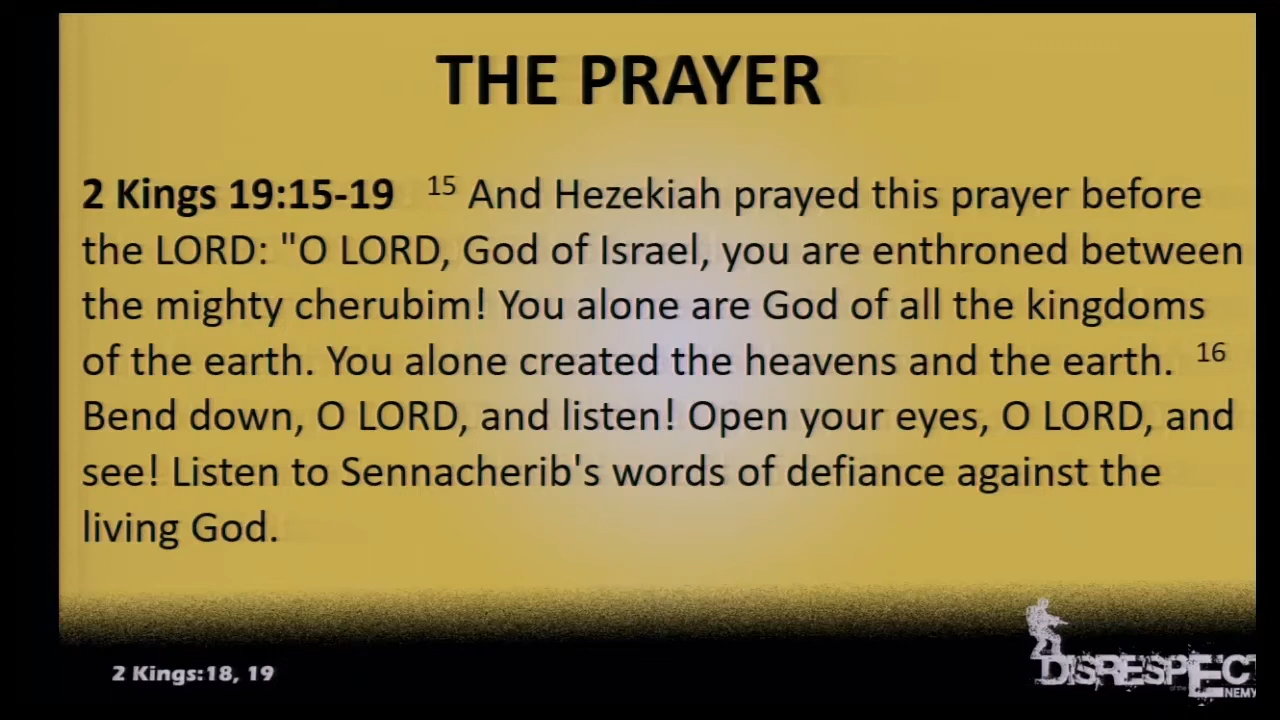 THE PRAYER
2 Kings 19:15-19 15 And Hezekiah prayed this prayer before
the LORD: "O LORD, God of Israel, you are enthroned between
the mighty cherubim! You alone are God of all the kingdoms
of the earth. You alone created the heavens and the earth. 16
Bend down, O LORD, and listen! Open your eyes, O LORD, and
see! Listen to Sennacherib's words of defiance against the
living God.
2 Kings:18, 19
DISRESPECT
of the ENEMY